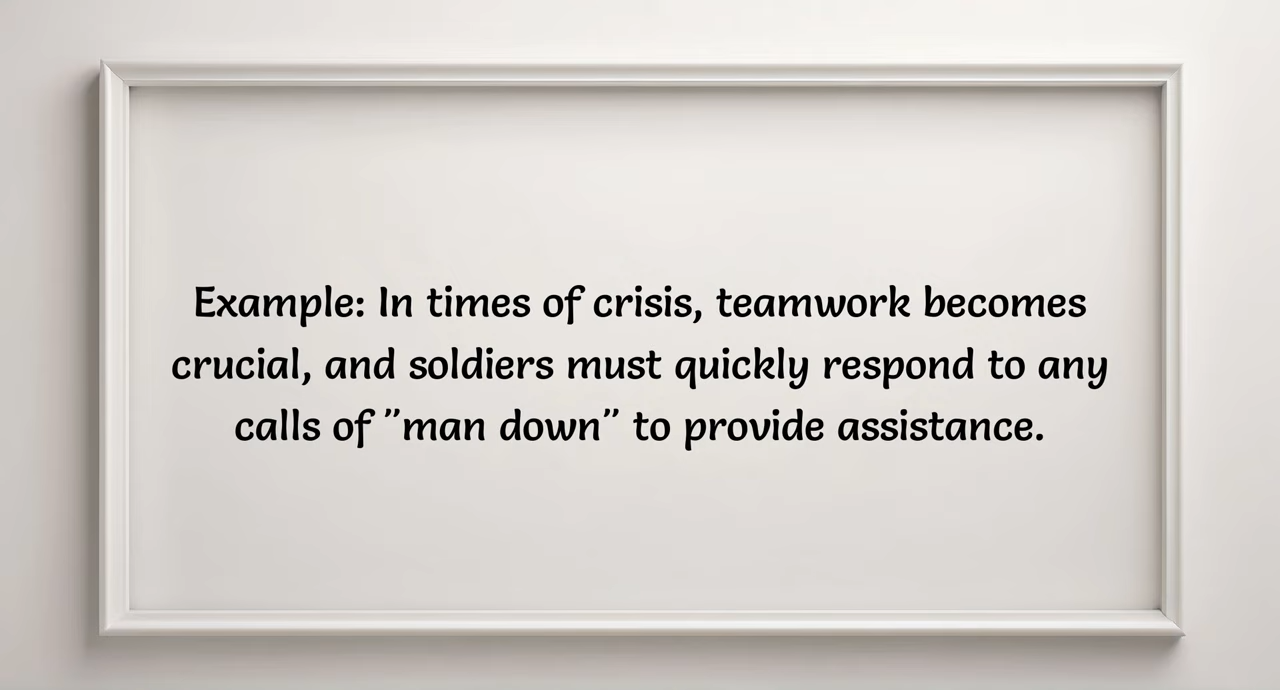 Example: In times of crisis, teamwork becomes
crucial, and soldiers must quickly respond to any
calls of "man down" to provide assistance.